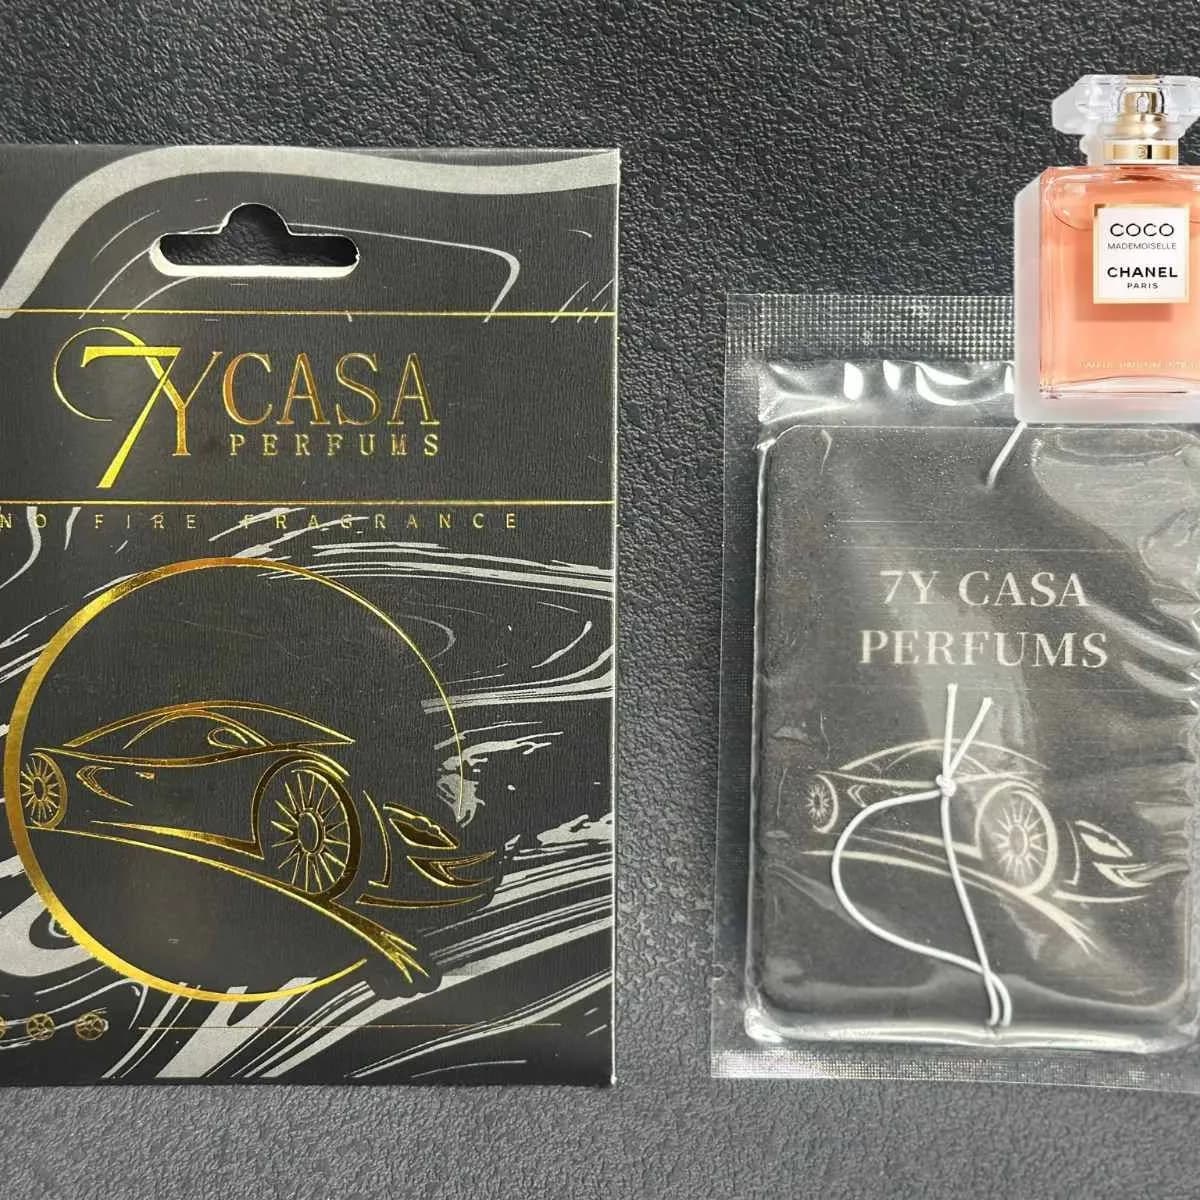 7YCASA
PERFUMS
NO FIRE FRAGRANCE
7Y CASA
PERFUMS
COCO
MADEMOISELLE
CHANEL
PARIS